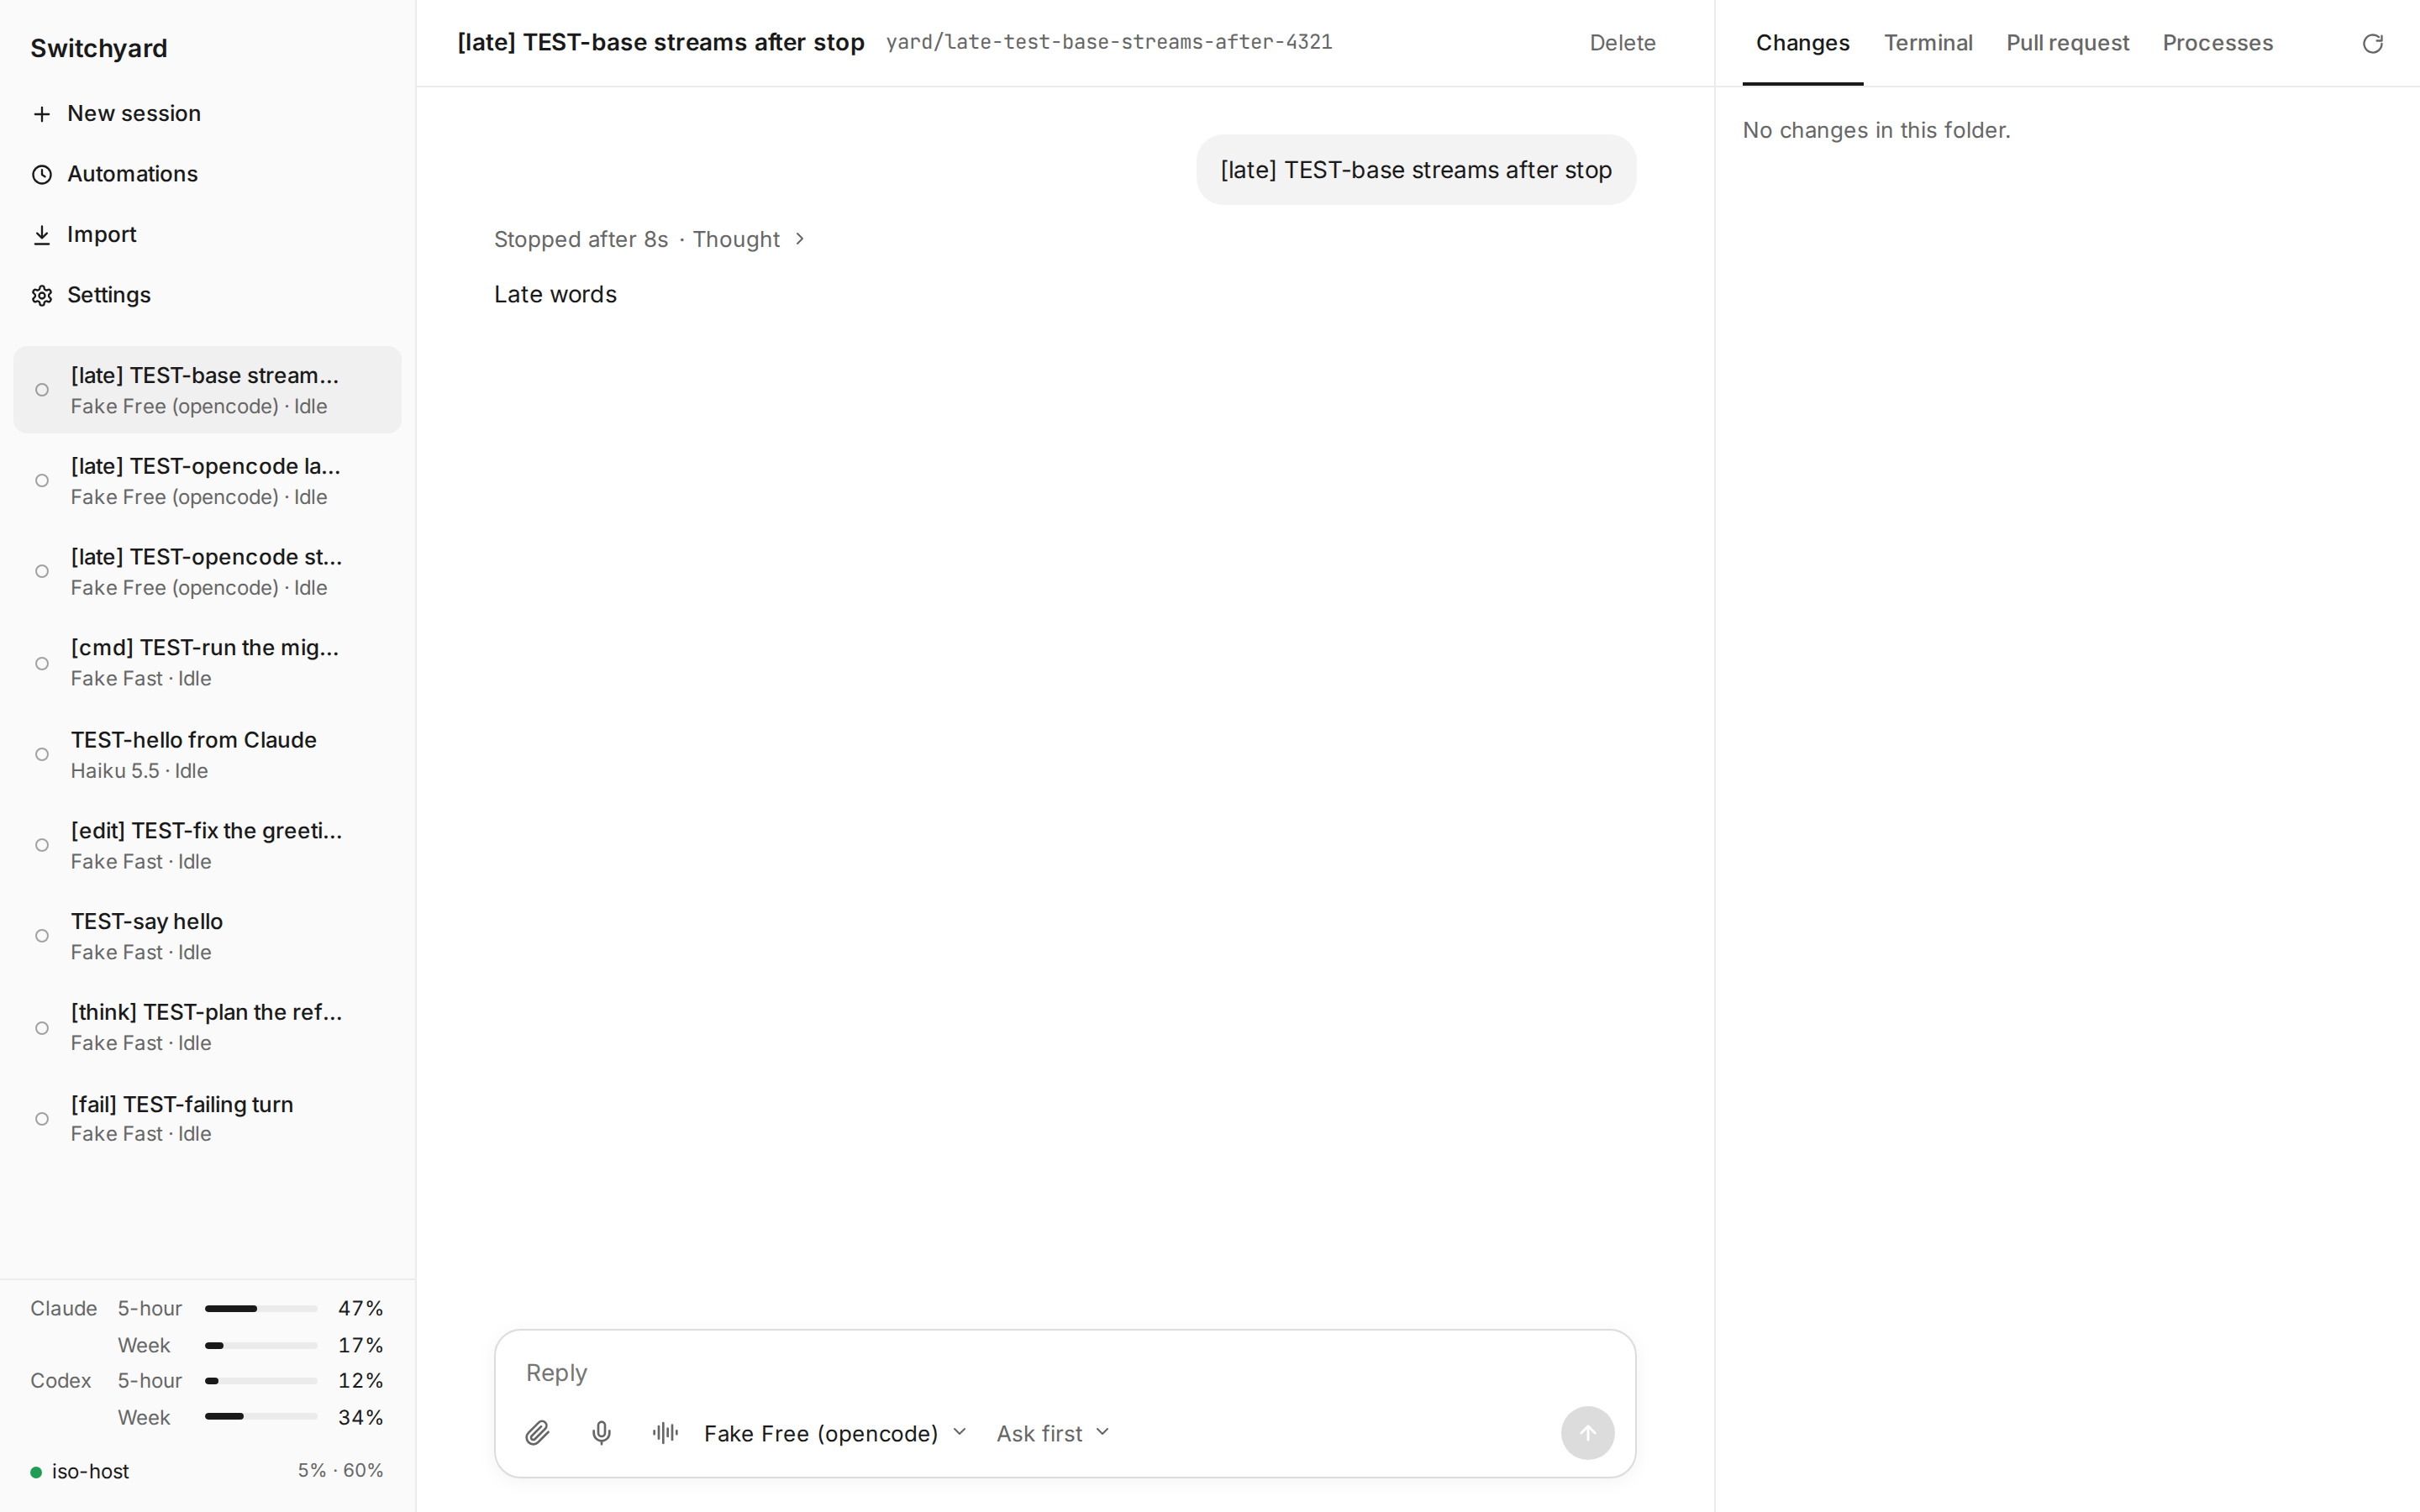 Switchyard
New session
Automations
Import
Settings
[late] TEST-base stream...
Fake Free (opencode) · Idle
[late] TEST-opencode la...
Fake Free (opencode) · Idle
[late] TEST-opencode st...
Fake Free (opencode) · Idle
[cmd] TEST-run the mig...
Fake Fast · Idle
TEST-hello from Claude
Haiku 5.5 · Idle
[edit] TEST-fix the greeti...
Fake Fast · Idle
TEST-say hello
Fake Fast · Idle
[think] TEST-plan the ref...
Fake Fast · Idle
[fail] TEST-failing turn
Fake Fast · Idle
Claude 5-hour 47%
Week 17%
Codex 5-hour 12%
Week 34%
iso-host 5% · 60%
[late] TEST-base streams after stop yard/late-test-base-streams-after-4321 Delete
[late] TEST-base streams after stop
Stopped after 8s · Thought
Late words
Reply
Fake Free (opencode) Ask first
Changes Terminal Pull request Processes
No changes in this folder.